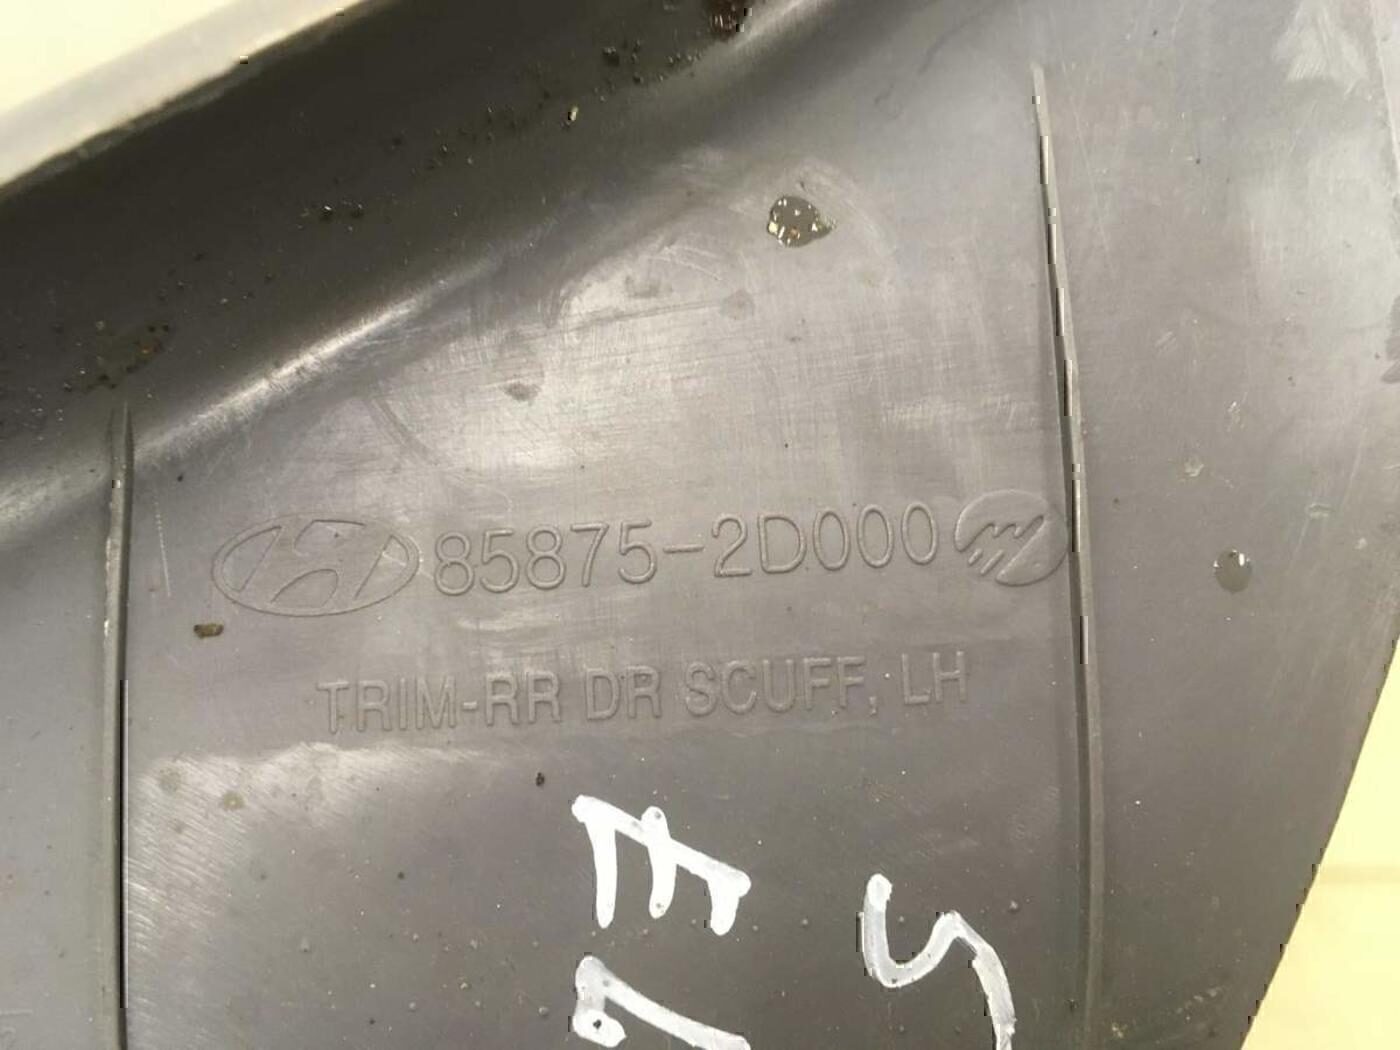 85875-2D000
TRIM-RR DR SCUFF, LH